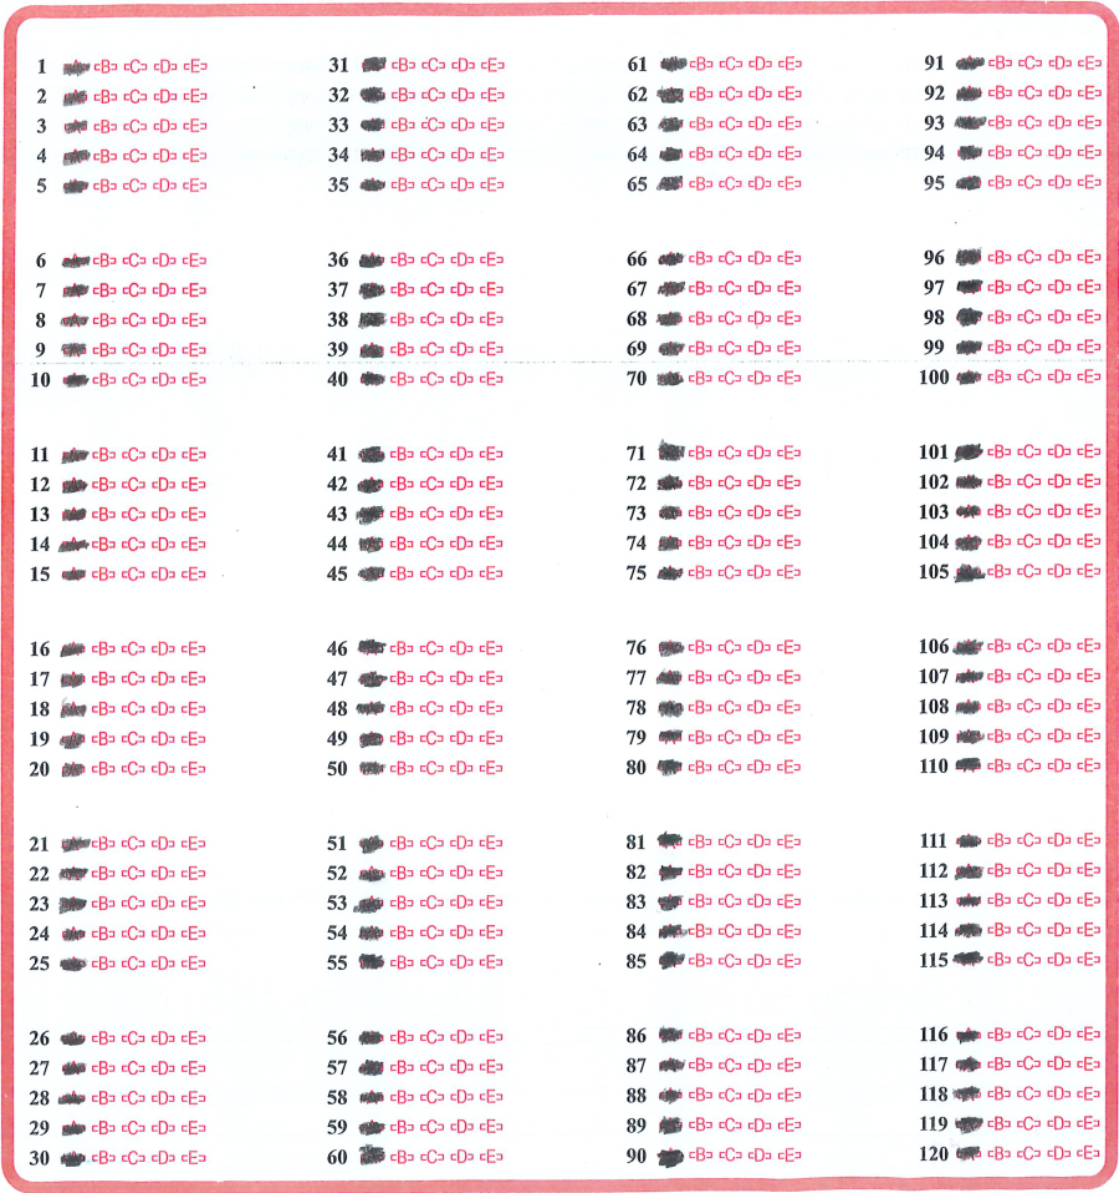 1 [B] [C] [D] [E]
2 [B] [C] [D] [E]
3 [B] [C] [D] [E]
4 [B] [C] [D] [E]
5 [B] [C] [D] [E]
6 [B] [C] [D] [E]
7 [B] [C] [D] [E]
8 [B] [C] [D] [E]
9 [B] [C] [D] [E]
10 [B] [C] [D] [E]
11 [B] [C] [D] [E]
12 [B] [C] [D] [E]
13 [B] [C] [D] [E]
14 [B] [C] [D] [E]
15 [B] [C] [D] [E]
16 [B] [C] [D] [E]
17 [B] [C] [D] [E]
18 [B] [C] [D] [E]
19 [B] [C] [D] [E]
20 [B] [C] [D] [E]
21 [B] [C] [D] [E]
22 [B] [C] [D] [E]
23 [B] [C] [D] [E]
24 [B] [C] [D] [E]
25 [B] [C] [D] [E]
26 [B] [C] [D] [E]
27 [B] [C] [D] [E]
28 [B] [C] [D] [E]
29 [B] [C] [D] [E]
30 [B] [C] [D] [E]
31 [B] [C] [D] [E]
32 [B] [C] [D] [E]
33 [B] [C] [D] [E]
34 [B] [C] [D] [E]
35 [B] [C] [D] [E]
36 [B] [C] [D] [E]
37 [B] [C] [D] [E]
38 [B] [C] [D] [E]
39 [B] [C] [D] [E]
40 [B] [C] [D] [E]
41 [B] [C] [D] [E]
42 [B] [C] [D] [E]
43 [B] [C] [D] [E]
44 [B] [C] [D] [E]
45 [B] [C] [D] [E]
46 [B] [C] [D] [E]
47 [B] [C] [D] [E]
48 [B] [C] [D] [E]
49 [B] [C] [D] [E]
50 [B] [C] [D] [E]
51 [B] [C] [D] [E]
52 [B] [C] [D] [E]
53 [B] [C] [D] [E]
54 [B] [C] [D] [E]
55 [B] [C] [D] [E]
56 [B] [C] [D] [E]
57 [B] [C] [D] [E]
58 [B] [C] [D] [E]
59 [B] [C] [D] [E]
60 [B] [C] [D] [E]
61 [B] [C] [D] [E]
62 [B] [C] [D] [E]
63 [B] [C] [D] [E]
64 [B] [C] [D] [E]
65 [B] [C] [D] [E]
66 [B] [C] [D] [E]
67 [B] [C] [D] [E]
68 [B] [C] [D] [E]
69 [B] [C] [D] [E]
70 [B] [C] [D] [E]
71 [B] [C] [D] [E]
72 [B] [C] [D] [E]
73 [B] [C] [D] [E]
74 [B] [C] [D] [E]
75 [B] [C] [D] [E]
76 [B] [C] [D] [E]
77 [B] [C] [D] [E]
78 [B] [C] [D] [E]
79 [B] [C] [D] [E]
80 [B] [C] [D] [E]
81 [B] [C] [D] [E]
82 [B] [C] [D] [E]
83 [B] [C] [D] [E]
84 [B] [C] [D] [E]
85 [B] [C] [D] [E]
86 [B] [C] [D] [E]
87 [B] [C] [D] [E]
88 [B] [C] [D] [E]
89 [B] [C] [D] [E]
90 [B] [C] [D] [E]
91 [B] [C] [D] [E]
92 [B] [C] [D] [E]
93 [B] [C] [D] [E]
94 [B] [C] [D] [E]
95 [B] [C] [D] [E]
96 [B] [C] [D] [E]
97 [B] [C] [D] [E]
98 [B] [C] [D] [E]
99 [B] [C] [D] [E]
100 [B] [C] [D] [E]
101 [B] [C] [D] [E]
102 [B] [C] [D] [E]
103 [B] [C] [D] [E]
104 [B] [C] [D] [E]
105 [B] [C] [D] [E]
106 [B] [C] [D] [E]
107 [B] [C] [D] [E]
108 [B] [C] [D] [E]
109 [B] [C] [D] [E]
110 [B] [C] [D] [E]
111 [B] [C] [D] [E]
112 [B] [C] [D] [E]
113 [B] [C] [D] [E]
114 [B] [C] [D] [E]
115 [B] [C] [D] [E]
116 [B] [C] [D] [E]
117 [B] [C] [D] [E]
118 [B] [C] [D] [E]
119 [B] [C] [D] [E]
120 [B] [C] [D] [E]